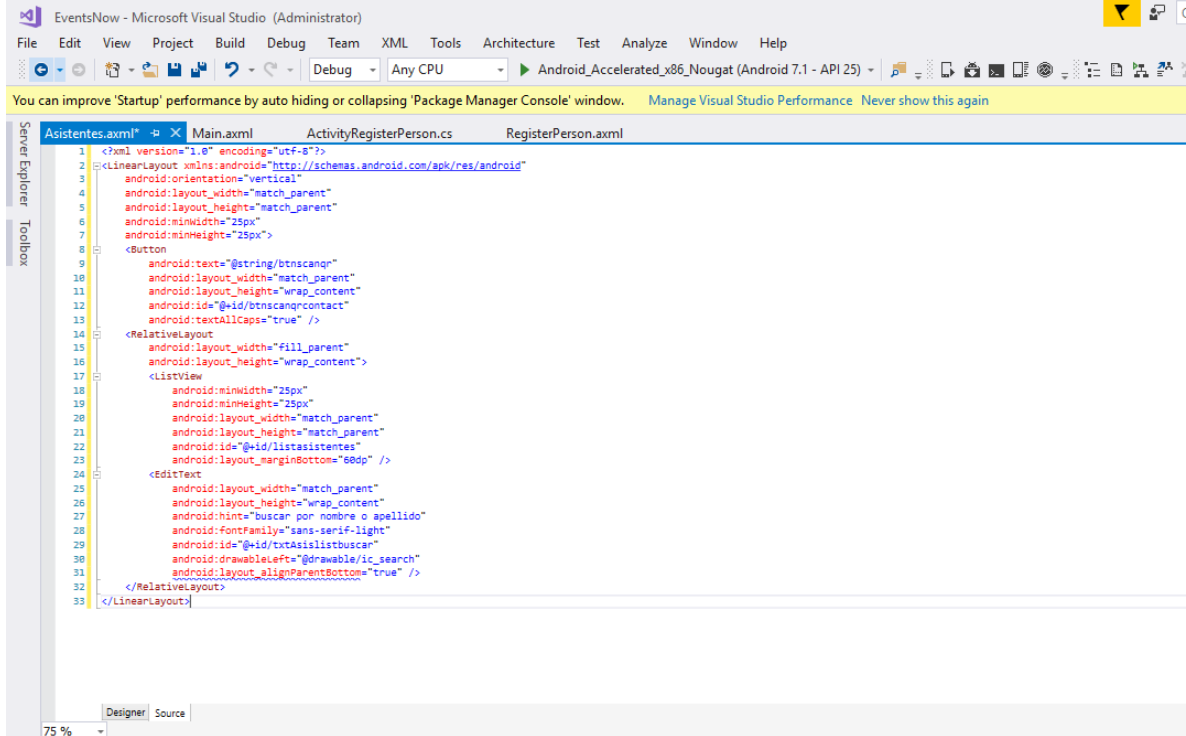 EventsNow - Microsoft Visual Studio (Administrator)
File Edit View Project Build Debug Team XML Tools Architecture Test Analyze Window Help
Debug Any CPU Android_Accelerated_x86_Nougat (Android 7.1 - API 25)
You can improve 'Startup' performance by auto hiding or collapsing 'Package Manager Console' window. Manage Visual Studio Performance Never show this again
Server Explorer
Toolbox
Asistentes.axml* Main.axml ActivityRegisterPerson.cs RegisterPerson.axml
1 <?xml version="1.0" encoding="utf-8"?>
2 <LinearLayout xmlns:android="http://schemas.android.com/apk/res/android"
3 android:orientation="vertical"
4 android:layout_width="match_parent"
5 android:layout_height="match_parent"
6 android:minWidth="25px"
7 android:minHeight="25px">
8 <Button
9 android:text="@string/btnscanqr"
10 android:layout_width="match_parent"
11 android:layout_height="wrap_content"
12 android:id="@+id/btnscanqrcontact"
13 android:textAllCaps="true" />
14 <RelativeLayout
15 android:layout_width="fill_parent"
16 android:layout_height="wrap_content">
17 <ListView
18 android:minWidth="25px"
19 android:minHeight="25px"
20 android:layout_width="match_parent"
21 android:layout_height="match_parent"
22 android:id="@+id/listasistentes"
23 android:layout_marginBottom="60dp" />
24 <EditText
25 android:layout_width="match_parent"
26 android:layout_height="wrap_content"
27 android:hint="buscar por nombre o apellido"
28 android:fontFamily="sans-serif-light"
29 android:id="@+id/txtAsislistbuscar"
30 android:drawableLeft="@drawable/ic_search"
31 android:layout_alignParentBottom="true" />
32 </RelativeLayout>
33 </LinearLayout>
Designer Source
75 %